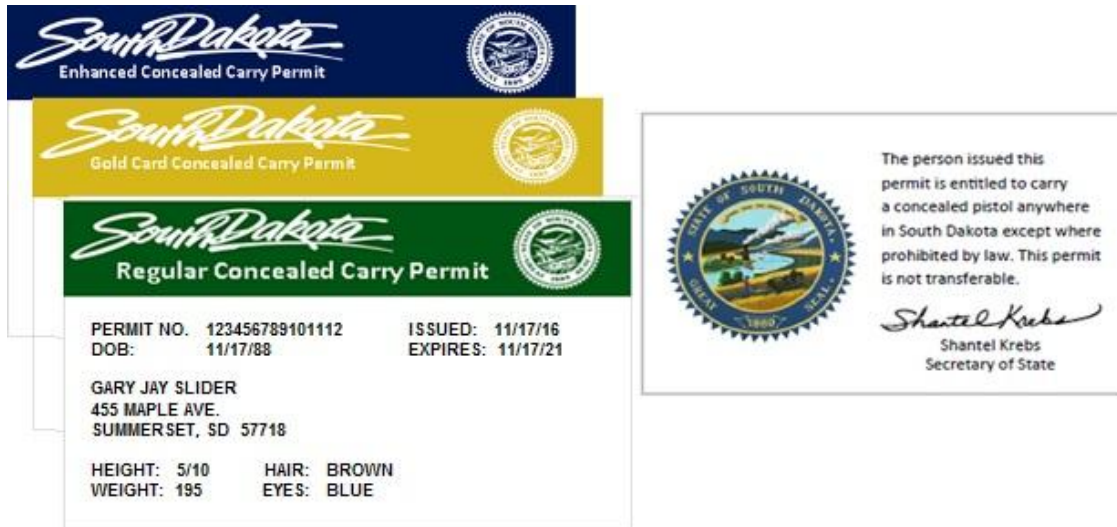 South Dakota
Enhanced Concealed Carry Permit
South Dakota
Gold Card Concealed Carry Permit
South Dakota
Regular Concealed Carry Permit
PERMIT NO. 123456789101112 ISSUED: 11/17/16
DOB: 11/17/88 EXPIRES: 11/17/21
GARY JAY SLIDER
455 MAPLE AVE.
SUMMERSET, SD 57718
HEIGHT: 5/10 HAIR: BROWN
WEIGHT: 195 EYES: BLUE
STATE OF SOUTH DAKOTA
GREAT SEAL
1889
The person issued this
permit is entitled to carry
a concealed pistol anywhere
in South Dakota except where
prohibited by law. This permit
is not transferable.
Shantel Krebs
Shantel Krebs
Secretary of State